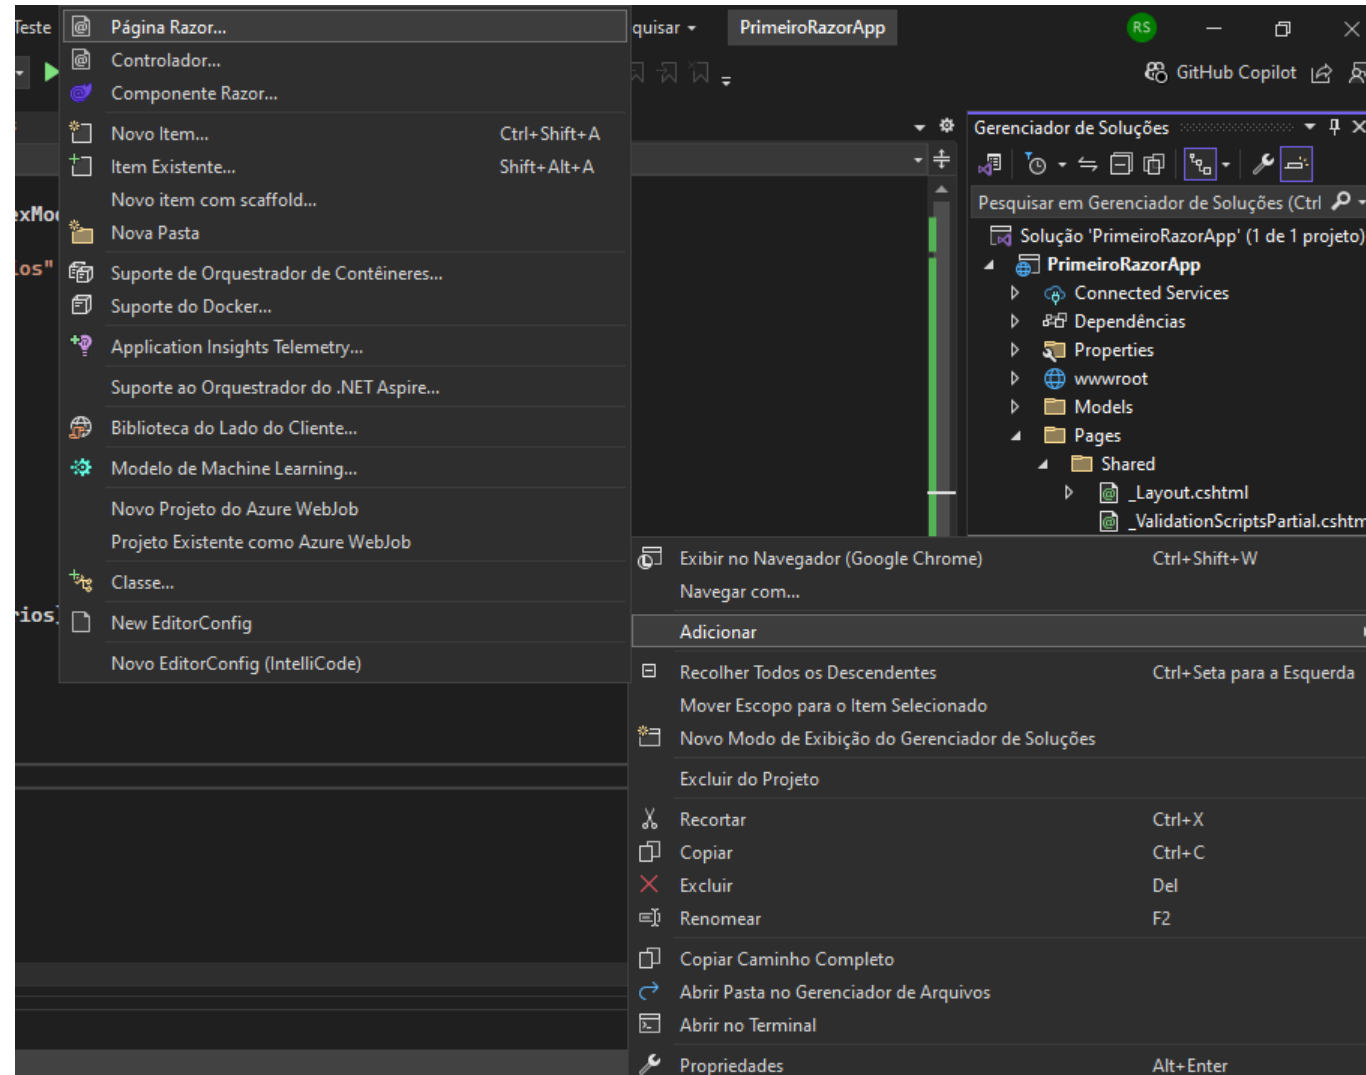 Teste
Página Razor...
Controlador...
Componente Razor...
Novo Item... Ctrl+Shift+A
Item Existente... Shift+Alt+A
Novo item com scaffold...
Nova Pasta
Suporte de Orquestrador de Contêineres...
Suporte do Docker...
Application Insights Telemetry...
Suporte ao Orquestrador do .NET Aspire...
Biblioteca do Lado do Cliente...
Modelo de Machine Learning...
Novo Projeto do Azure WebJob
Projeto Existente como Azure WebJob
Classe...
New EditorConfig
Novo EditorConfig (IntelliCode)
exMo
ios"
rios]
quisar
PrimeiroRazorApp
RS
GitHub Copilot
Gerenciador de Soluções
Pesquisar em Gerenciador de Soluções (Ctrl
Solução 'PrimeiroRazorApp' (1 de 1 projeto)
PrimeiroRazorApp
Connected Services
Dependências
Properties
wwwroot
Models
Pages
Shared
_Layout.cshtml
_ValidationScriptsPartial.cshtm
Exibir no Navegador (Google Chrome) Ctrl+Shift+W
Navegar com...
Adicionar
Recolher Todos os Descendentes Ctrl+Seta para a Esquerda
Mover Escopo para o Item Selecionado
Novo Modo de Exibição do Gerenciador de Soluções
Excluir do Projeto
Recortar Ctrl+X
Copiar Ctrl+C
Excluir Del
Renomear F2
Copiar Caminho Completo
Abrir Pasta no Gerenciador de Arquivos
Abrir no Terminal
Propriedades Alt+Enter